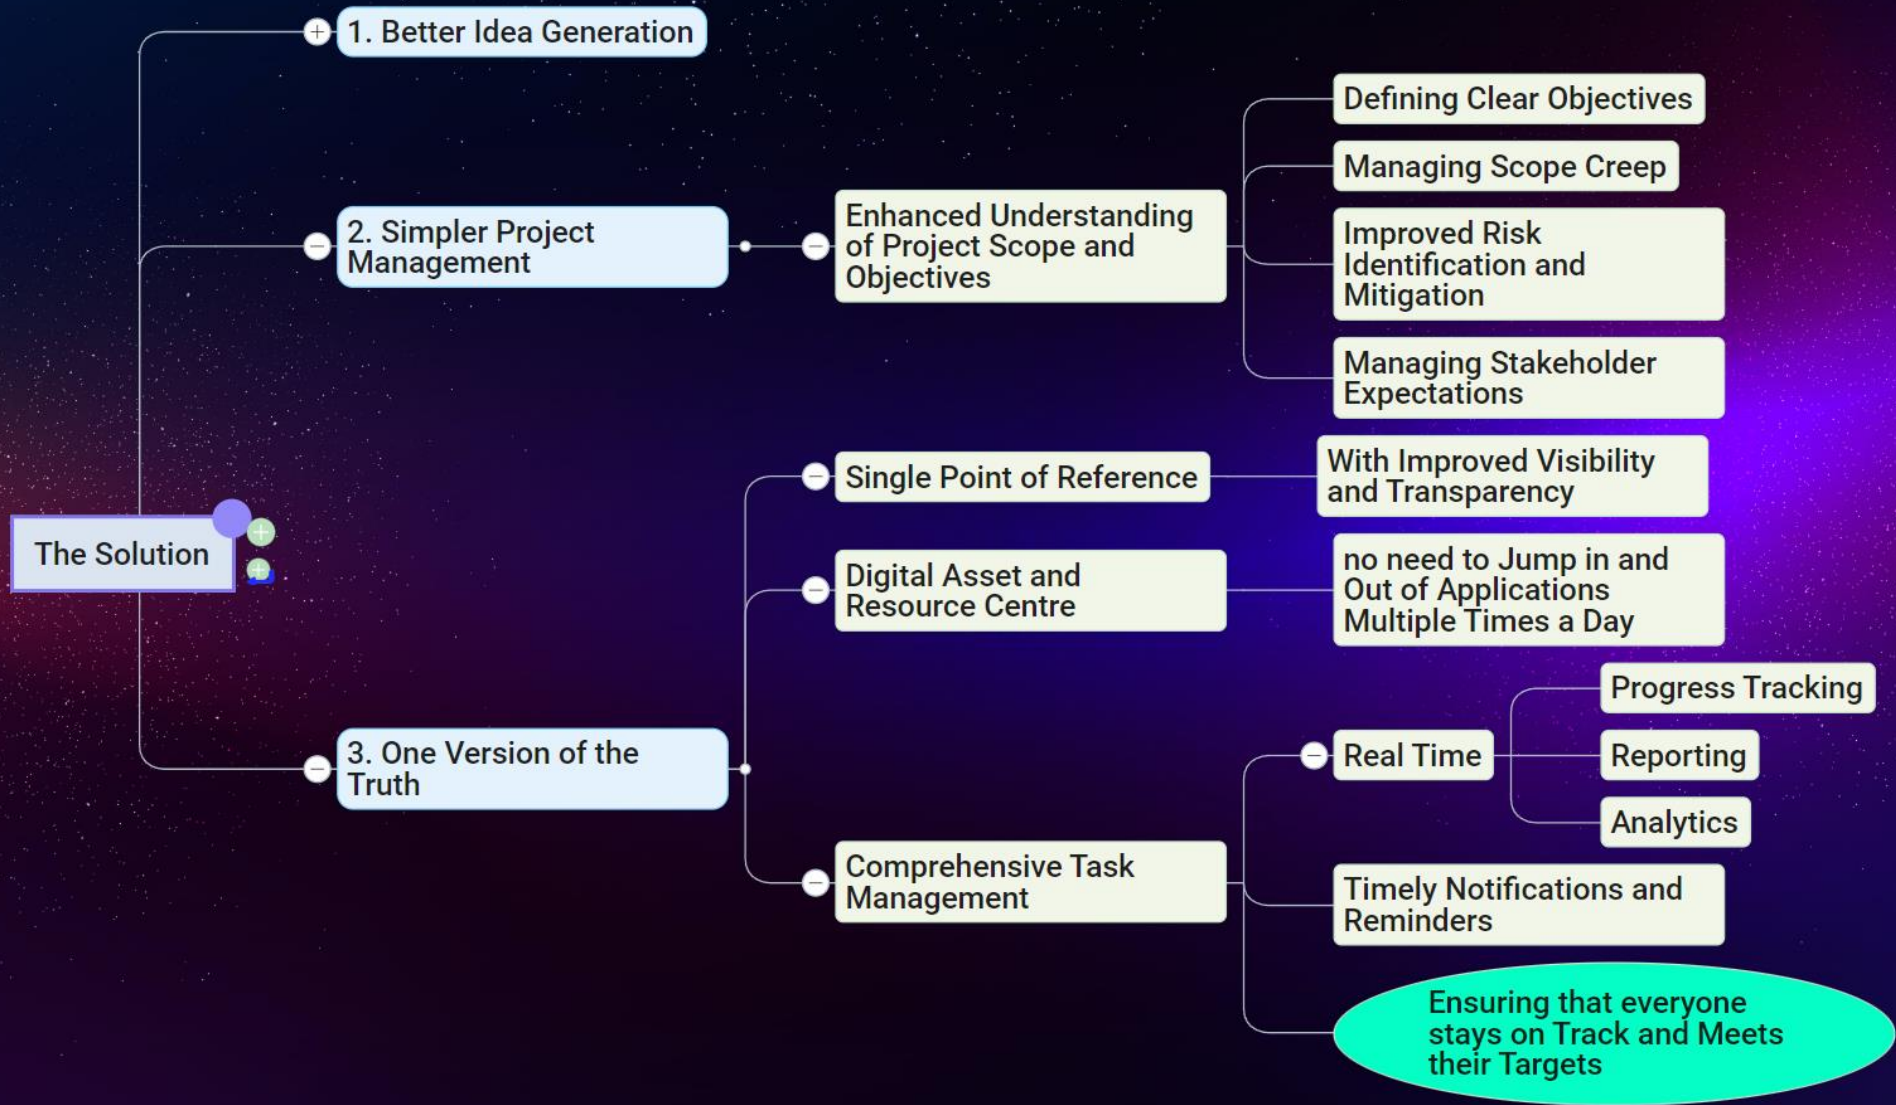 1. Better Idea Generation
2. Simpler Project
Management
Enhanced Understanding
of Project Scope and
Objectives
Defining Clear Objectives
Managing Scope Creep
Improved Risk
Identification and
Mitigation
Managing Stakeholder
Expectations
The Solution
3. One Version of the
Truth
Single Point of Reference
With Improved Visibility
and Transparency
Digital Asset and
Resource Centre
no need to Jump in and
Out of Applications
Multiple Times a Day
Comprehensive Task
Management
Real Time
Progress Tracking
Reporting
Analytics
Timely Notifications and
Reminders
Ensuring that everyone
stays on Track and Meets
their Targets